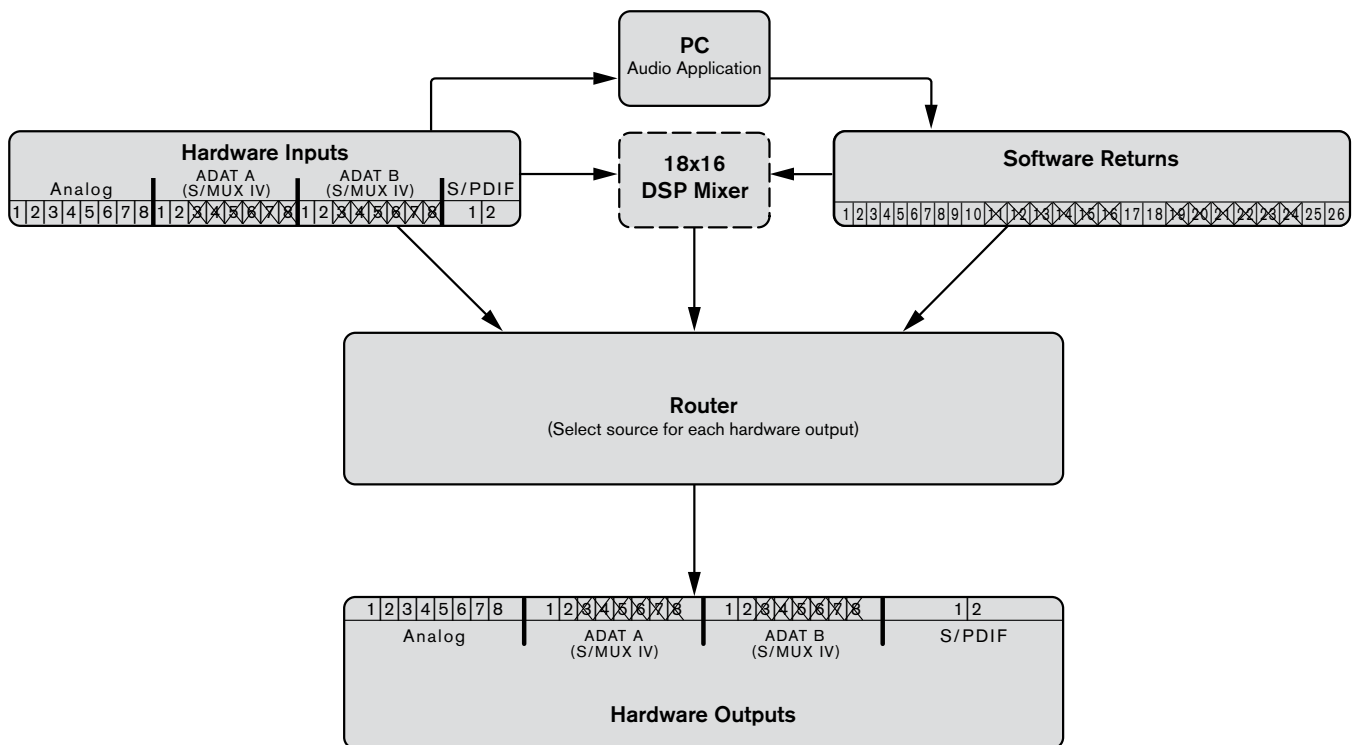 PC
Audio Application
Hardware Inputs
Analog
ADAT A
(S/MUX IV)
ADAT B
(S/MUX IV)
S/PDIF
1 2 3 4 5 6 7 8 1 2 3 4 5 6 7 8 1 2 3 4 5 6 7 8 1 2
18x16
DSP Mixer
Software Returns
1 2 3 4 5 6 7 8 9 10 11 12 13 14 15 16 17 18 19 20 21 22 23 24 25 26
Router
(Select source for each hardware output)
1 2 3 4 5 6 7 8 1 2 3 4 5 6 7 8 1 2 3 4 5 6 7 8 1 2
Analog
ADAT A
(S/MUX IV)
ADAT B
(S/MUX IV)
S/PDIF
Hardware Outputs